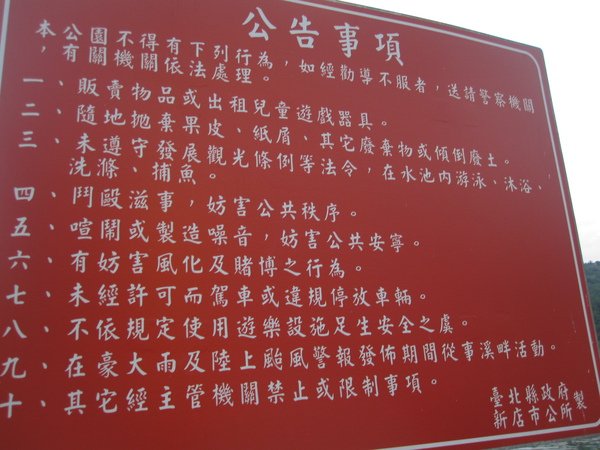 公告事項
本公園不得有下列行為，如經勸導不服者，送請警察機關
，有關機關依法處理。
一、販賣物品或出租兒童遊戲器具。
二、隨地拋棄果皮、紙屑、其它廢棄物或傾倒廢土。
三、未遵守發展觀光條例等法令，在水池內游泳、沐浴、
洗滌、捕魚。
四、鬥毆滋事，妨害公共秩序。
五、喧鬧或製造噪音，妨害公共安寧。
六、有妨害風化及賭博之行為。
七、未經許可而駕車或違規停放車輛。
八、不依規定使用遊樂設施足生安全之虞。
九、在豪大雨及陸上颱風警報發佈期間從事溪畔活動。
十、其它經主管機關禁止或限制事項。
臺北縣政府
新店市公所製